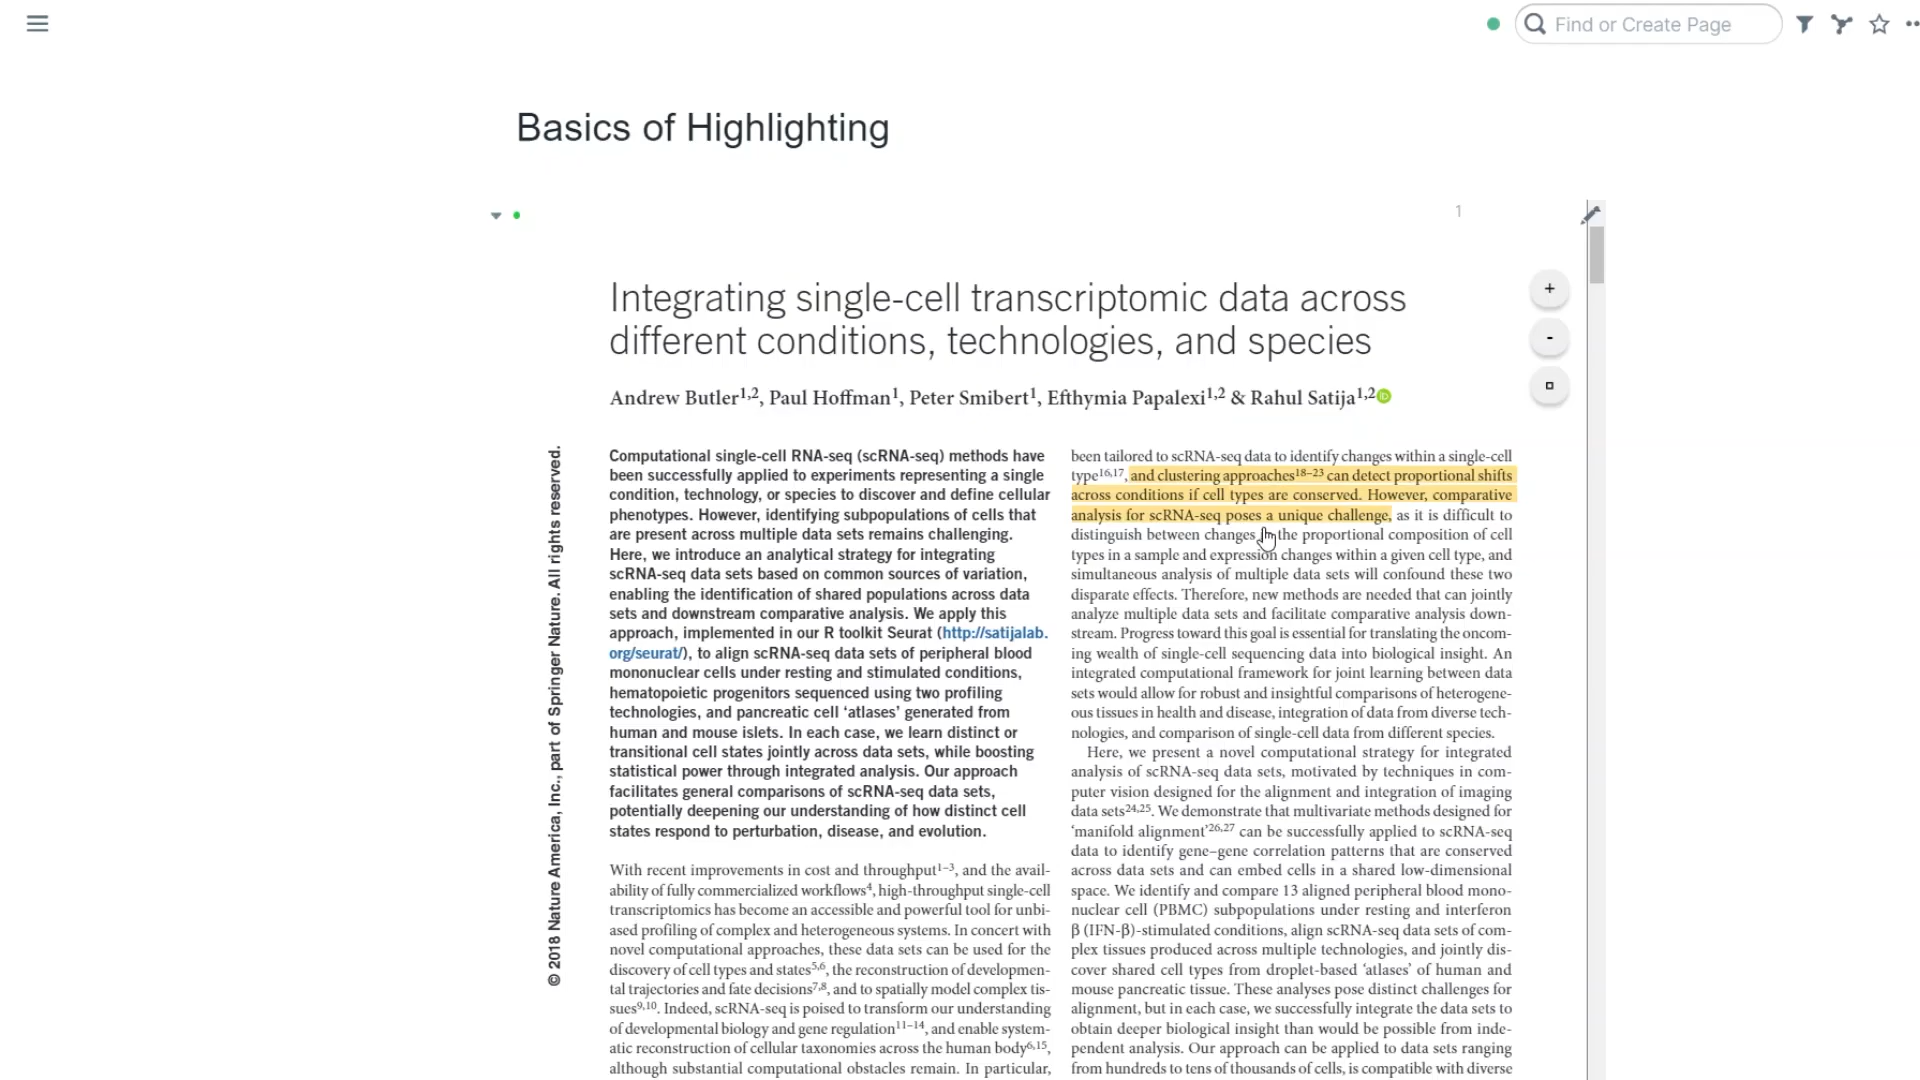 Find or Create Page
Basics of Highlighting
1
Integrating single-cell transcriptomic data across
different conditions, technologies, and species
Andrew Butler1,2, Paul Hoffman1, Peter Smibert1, Efthymia Papalexi1,2 & Rahul Satija1,2 iD
+
-
© 2018 Nature America, Inc., part of Springer Nature. All rights reserved.
Computational single-cell RNA-seq (scRNA-seq) methods have
been successfully applied to experiments representing a single
condition, technology, or species to discover and define cellular
phenotypes. However, identifying subpopulations of cells that
are present across multiple data sets remains challenging.
Here, we introduce an analytical strategy for integrating
scRNA-seq data sets based on common sources of variation,
enabling the identification of shared populations across data
sets and downstream comparative analysis. We apply this
approach, implemented in our R toolkit Seurat (http://satijalab.
org/seurat/), to align scRNA-seq data sets of peripheral blood
mononuclear cells under resting and stimulated conditions,
hematopoietic progenitors sequenced using two profiling
technologies, and pancreatic cell ‘atlases’ generated from
human and mouse islets. In each case, we learn distinct or
transitional cell states jointly across data sets, while boosting
statistical power through integrated analysis. Our approach
facilitates general comparisons of scRNA-seq data sets,
potentially deepening our understanding of how distinct cell
states respond to perturbation, disease, and evolution.
With recent improvements in cost and throughput1–3, and the avail-
ability of fully commercialized workflows4, high-throughput single-cell
transcriptomics has become an accessible and powerful tool for unbi-
ased profiling of complex and heterogeneous systems. In concert with
novel computational approaches, these data sets can be used for the
discovery of cell types and states5,6, the reconstruction of developmen-
tal trajectories and fate decisions7,8, and to spatially model complex tis-
sues9,10. Indeed, scRNA-seq is poised to transform our understanding
of developmental biology and gene regulation11–14, and enable system-
atic reconstruction of cellular taxonomies across the human body6,15,
although substantial computational obstacles remain. In particular,
been tailored to scRNA-seq data to identify changes within a single-cell
type16,17, and clustering approaches18–23 can detect proportional shifts
across conditions if cell types are conserved. However, comparative
analysis for scRNA-seq poses a unique challenge, as it is difficult to
distinguish between changes the proportional composition of cell
types in a sample and expression changes within a given cell type, and
simultaneous analysis of multiple data sets will confound these two
disparate effects. Therefore, new methods are needed that can jointly
analyze multiple data sets and facilitate comparative analysis down-
stream. Progress toward this goal is essential for translating the oncom-
ing wealth of single-cell sequencing data into biological insight. An
integrated computational framework for joint learning between data
sets would allow for robust and insightful comparisons of heterogene-
ous tissues in health and disease, integration of data from diverse tech-
nologies, and comparison of single-cell data from different species.
Here, we present a novel computational strategy for integrated
analysis of scRNA-seq data sets, motivated by techniques in com-
puter vision designed for the alignment and integration of imaging
data sets24,25. We demonstrate that multivariate methods designed for
‘manifold alignment’26,27 can be successfully applied to scRNA-seq
data to identify gene–gene correlation patterns that are conserved
across data sets and can embed cells in a shared low-dimensional
space. We identify and compare 13 aligned peripheral blood mono-
nuclear cell (PBMC) subpopulations under resting and interferon
β (IFN-β)-stimulated conditions, align scRNA-seq data sets of com-
plex tissues produced across multiple technologies, and jointly dis-
cover shared cell types from droplet-based ‘atlases’ of human and
mouse pancreatic tissue. These analyses pose distinct challenges for
alignment, but in each case, we successfully integrate the data sets to
obtain deeper biological insight than would be possible from inde-
pendent analysis. Our approach can be applied to data sets ranging
from hundreds to tens of thousands of cells, is compatible with diverse